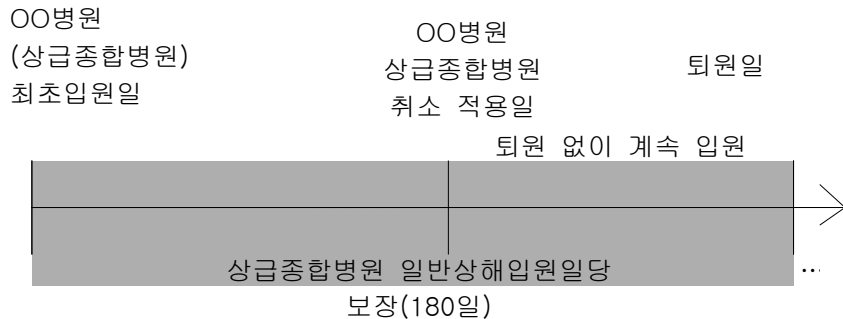 OO병원
(상급종합병원)
최초입원일
OO병원
상급종합병원
취소 적용일
퇴원일
퇴원 없이 계속 입원
상급종합병원 일반상해입원일당
보장(180일)
…